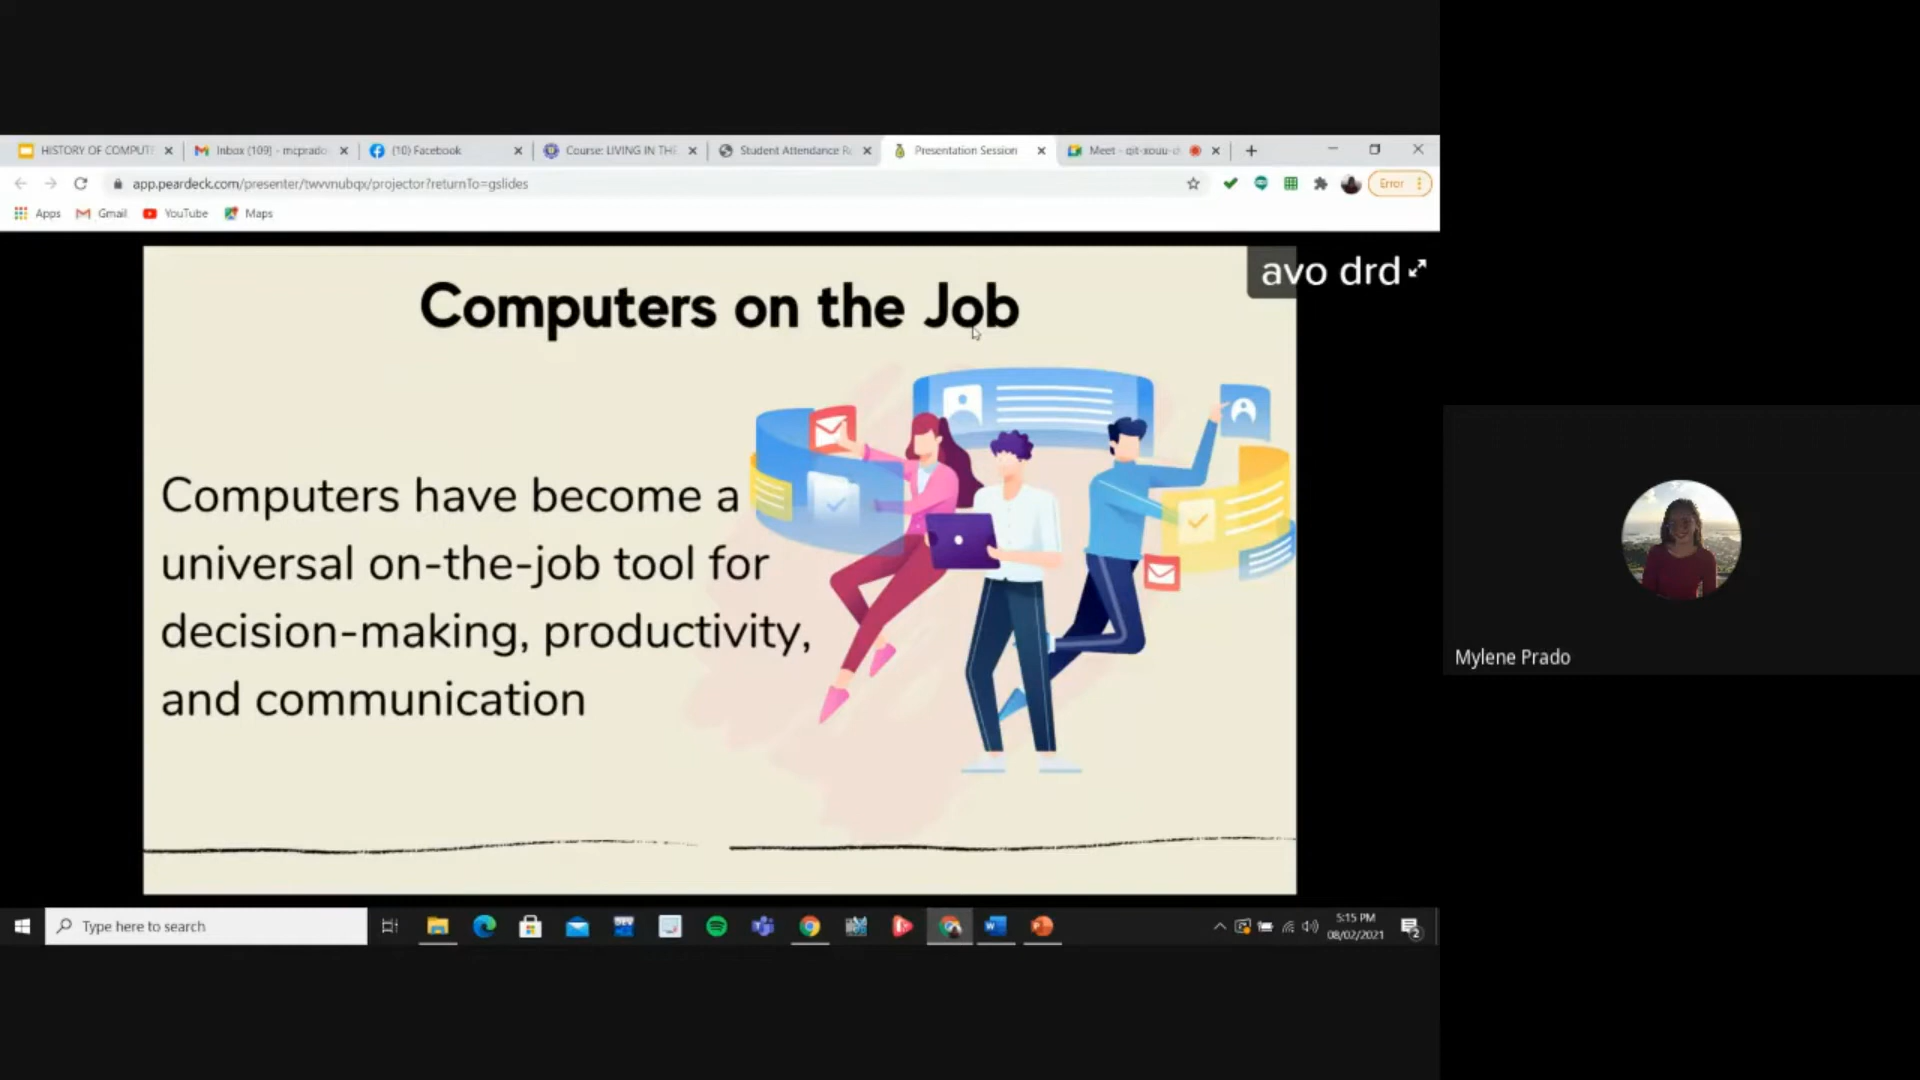 HISTORY OF COMPUT
Inbox (109) - mcprado
(10) Facebook
Course: LIVING IN THE
Student Attendance R
Presentation Session
Meet -
app.peardeck.com/presenter/twvvnubqx/projector?returnTo=gslides
Error
Apps
Gmail
YouTube
Maps
avo drd
Computers on the Job
Computers have become a
universal on-the-job tool for
decision-making, productivity,
and communication
Mylene Prado
Type here to search
5:15 PM
08/02/2021
2